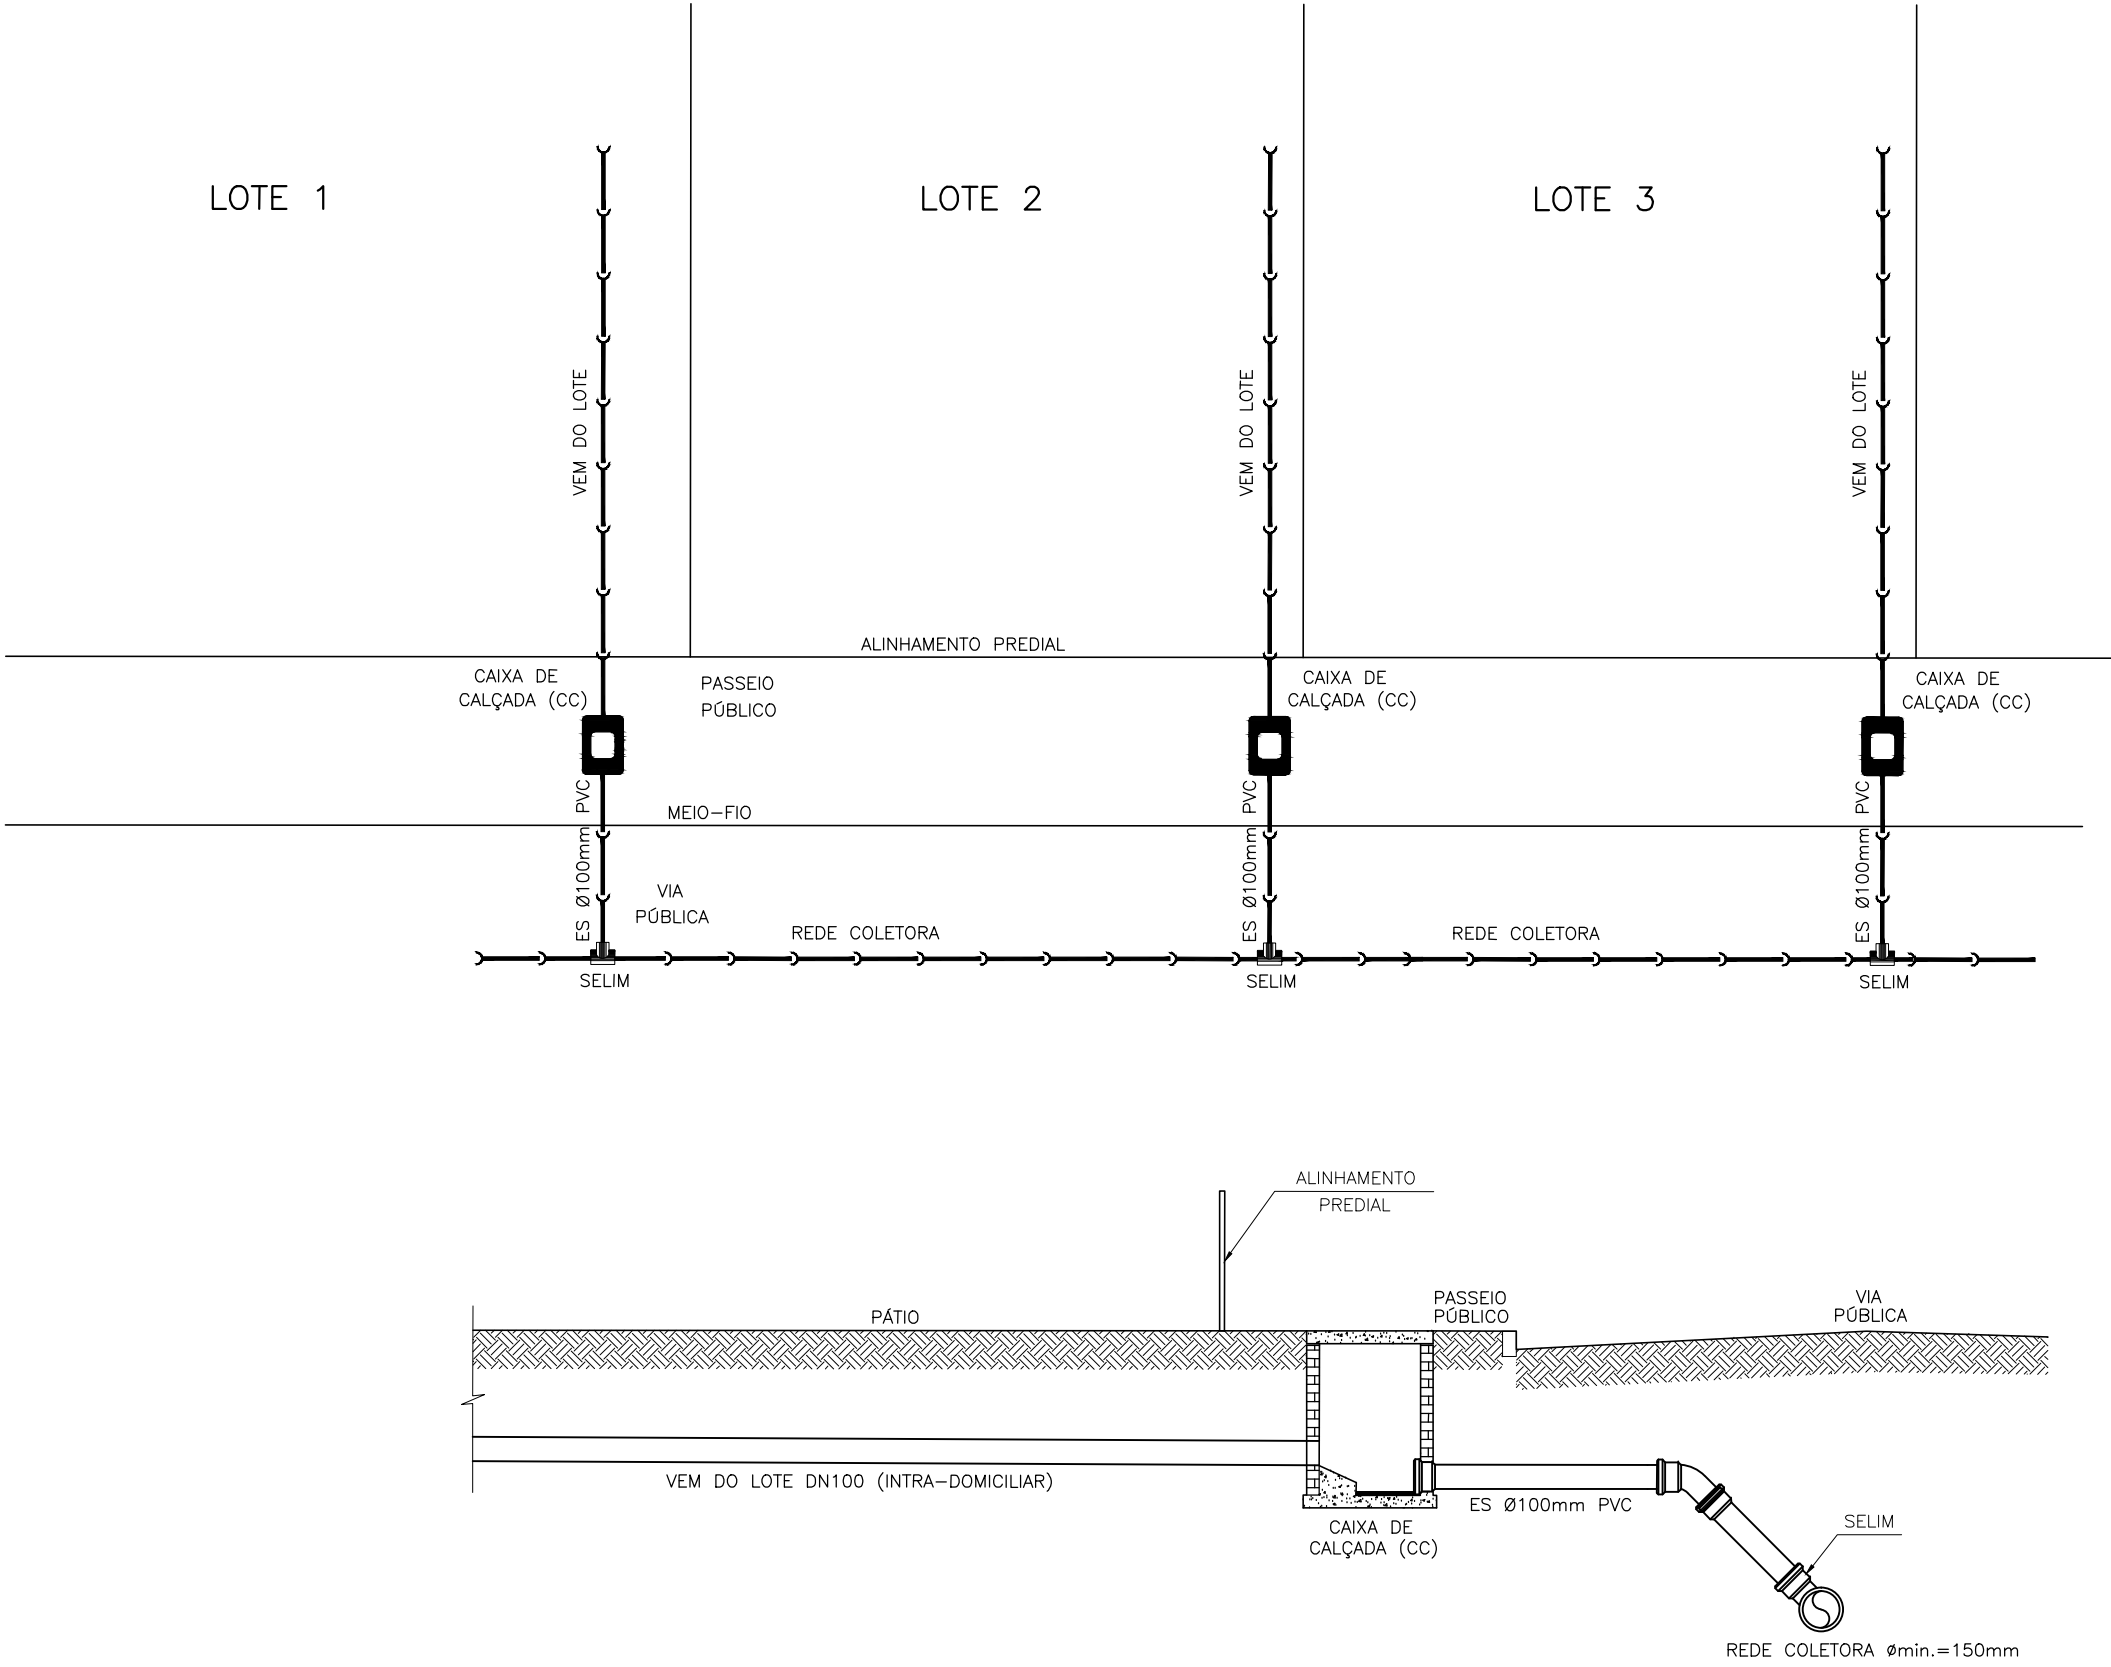 LOTE 1
LOTE 2
LOTE 3
VEM DO LOTE
VEM DO LOTE
VEM DO LOTE
ALINHAMENTO PREDIAL
CAIXA DE
CALÇADA (CC)
PASSEIO
PÚBLICO
CAIXA DE
CALÇADA (CC)
CAIXA DE
CALÇADA (CC)
MEIO-FIO
ES Ø100mm PVC
ES Ø100mm PVC
ES Ø100mm PVC
VIA
PÚBLICA
REDE COLETORA
REDE COLETORA
SELIM
SELIM
SELIM
ALINHAMENTO
PREDIAL
PÁTIO
PASSEIO
PÚBLICO
VIA
PÚBLICA
VEM DO LOTE DN100 (INTRA-DOMICILIAR)
ES Ø100mm PVC
CAIXA DE
CALÇADA (CC)
SELIM
REDE COLETORA ømin.=150mm